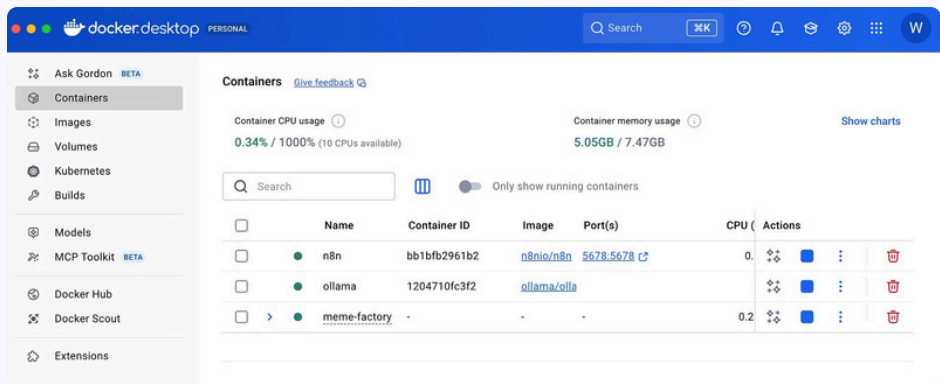 docker.desktop PERSONAL Search ⌘K W
Ask Gordon BETA
Containers
Images
Volumes
Kubernetes
Builds
Models
MCP Toolkit BETA
Docker Hub
Docker Scout
Extensions
Containers Give feedback
Container CPU usage
0.34% / 1000% (10 CPUs available)
Container memory usage
5.05GB / 7.47GB
Show charts
Search
Only show running containers
Name Container ID Image Port(s) CPU ( Actions
n8n bb1bfb2961b2 n8nio/n8n 5678:5678 0.
ollama 1204710fc3f2 ollama/olla
meme-factory - - - 0.2